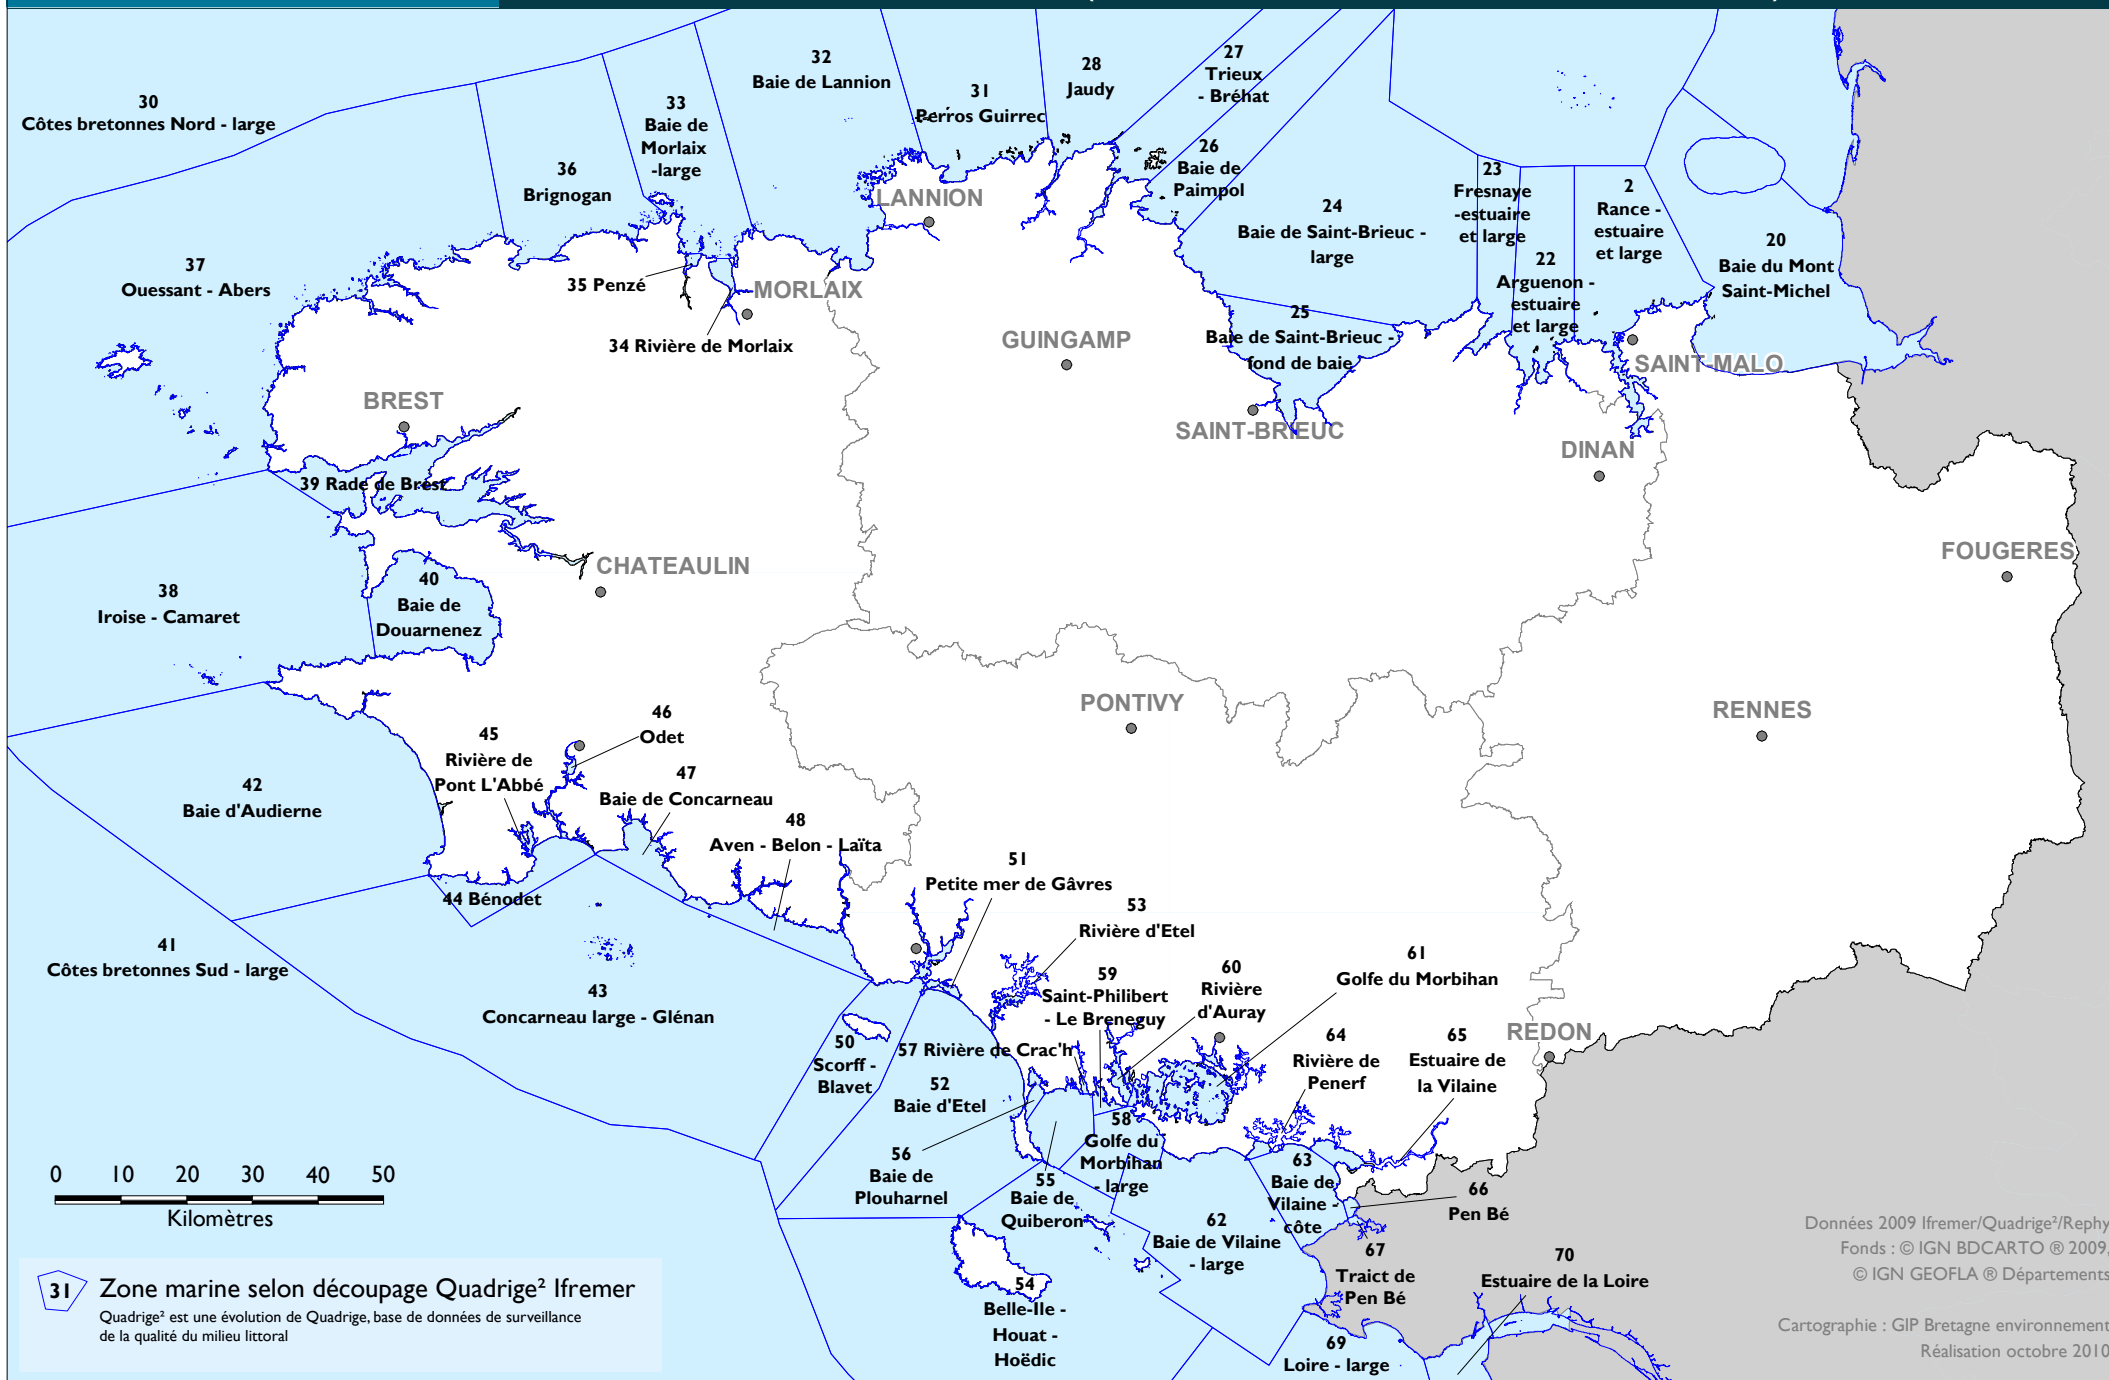 30
Côtes bretonnes Nord - large
36
Brignogan
33
Baie de
Morlaix
-large
32
Baie de Lannion
31
Perros Guirrec
28
Jaudy
27
Trieux
- Bréhat
26
Baie de
Paimpol
24
Baie de Saint-Brieuc -
large
23
Fresnaye
-estuaire
et large
22
Arguenon -
estuaire
et large
2
Rance -
estuaire
et large
20
Baie du Mont
Saint-Michel
37
Ouessant - Abers
35 Penzé
34 Rivière de Morlaix
25
Baie de Saint-Brieuc -
fond de baie
LANNION
MORLAIX
GUINGAMP
SAINT-BRIEUC
SAINT-MALO
DINAN
BREST
39 Rade de Brest
CHATEAULIN
FOUGERES
38
Iroise - Camaret
40
Baie de
Douarnenez
PONTIVY
RENNES
42
Baie d'Audierne
45
Rivière de
Pont L'Abbé
46
Odet
47
Baie de Concarneau
48
Aven - Belon - Laïta
44 Bénodet
51
Petite mer de Gâvres
53
Rivière d'Etel
41
Côtes bretonnes Sud - large
43
Concarneau large - Glénan
59
Saint-Philibert
- Le Breneguy
60
Rivière
d'Auray
61
Golfe du Morbihan
REDON
50
Scorff -
Blavet
57 Rivière de Crac'h
52
Baie d'Etel
64
Rivière de
Penerf
65
Estuaire de
la Vilaine
56
Baie de
Plouharnel
55
Baie de
Quiberon
58
Golfe du
Morbihan
- large
63
Baie de
Vilaine -
côte
66
Pen Bé
62
Baie de Vilaine
- large
67
Traict de
Pen Bé
54
Belle-Ile -
Houat -
Hoëdic
69
Loire - large
70
Estuaire de la Loire
0 10 20 30 40 50
Kilomètres
31 Zone marine selon découpage Quadrige² Ifremer
Quadrige² est une évolution de Quadrige, base de données de surveillance
de la qualité du milieu littoral
Données 2009 Ifremer/Quadrige²/Rephy,
Fonds : © IGN BDCARTO ® 2009,
© IGN GEOFLA ® Départements
Cartographie : GIP Bretagne environnement
Réalisation octobre 2010